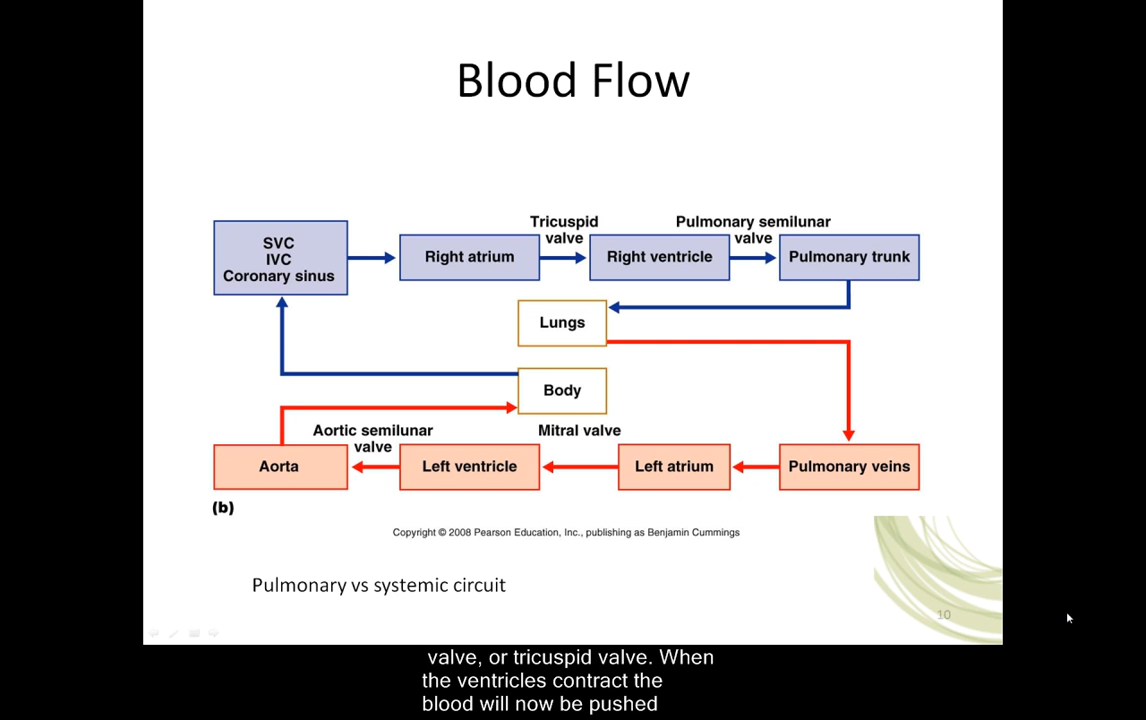 Blood Flow
Tricuspid
valve
Pulmonary semilunar
valve
SVC
IVC
Coronary sinus
Right atrium
Right ventricle
Pulmonary trunk
Lungs
Body
Aortic semilunar
valve
Mitral valve
Aorta
Left ventricle
Left atrium
Pulmonary veins
(b)
Copyright © 2008 Pearson Education, Inc., publishing as Benjamin Cummings
Pulmonary vs systemic circuit
10
valve, or tricuspid valve. When
the ventricles contract the
blood will now be pushed